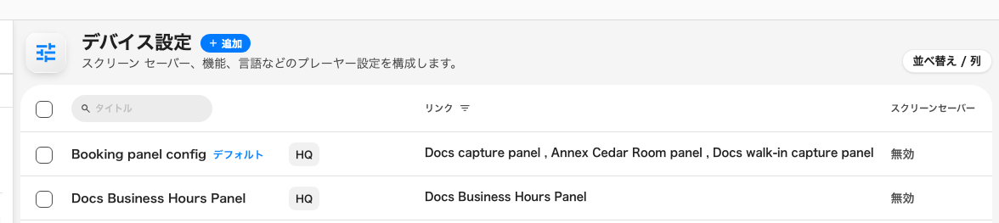 デバイス設定 + 追加
スクリーン セーバー、機能、言語などのプレーヤー設定を構成します。
並べ替え / 列
タイトル リンク スクリーンセーバー
Booking panel config デフォルト HQ Docs capture panel , Annex Cedar Room panel , Docs walk-in capture panel 無効
Docs Business Hours Panel HQ Docs Business Hours Panel 無効